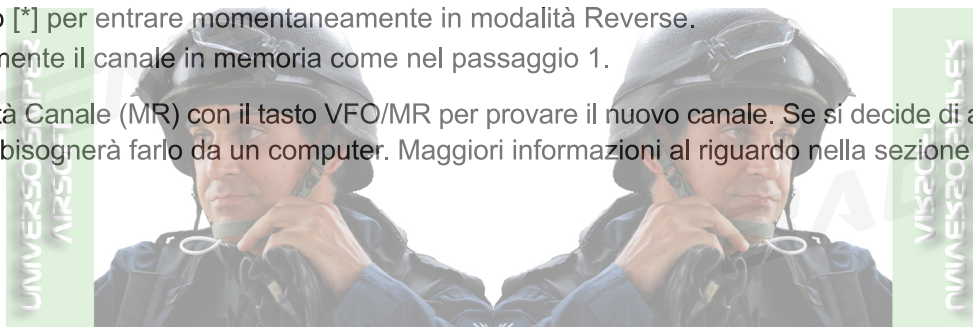 [*] per entrare momentaneamente in modalità Reverse.
mente il canale in memoria come nel passaggio 1.
tà Canale (MR) con il tasto VFO/MR per provare il nuovo canale. Se si decide di a
bisognerà farlo da un computer. Maggiori informazioni al riguardo nella sezione
UNIVERSOSIPER
AIRSOFT